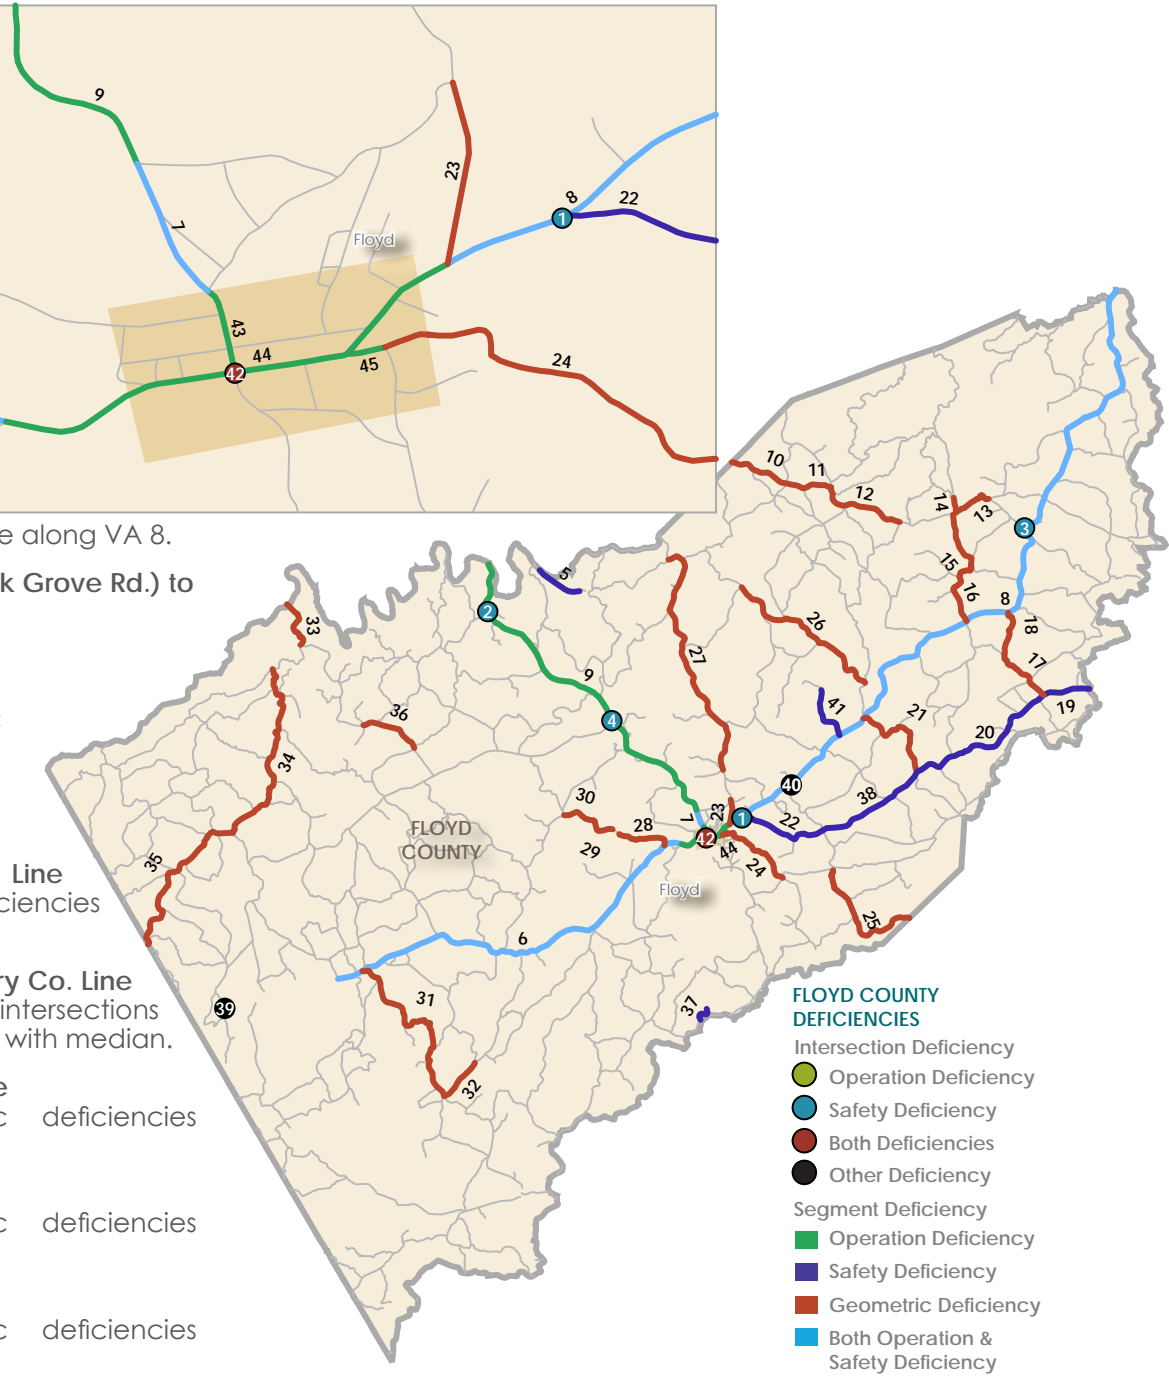 9
7
23
8
22
1
Floyd
43
44
42
45
24
e along VA 8.
k Grove Rd.) to
Line
ciencies
ry Co. Line
intersections
with median.
e
c deficiencies
c deficiencies
c deficiencies
10
11
12
13
14
15
16
3
8
18
17
19
20
21
5
2
9
4
33
36
34
35
27
26
41
40
38
22
1
23
7
42
44
24
30
28
29
FLOYD
COUNTY
Floyd
25
6
31
32
39
37
FLOYD COUNTY
DEFICIENCIES
Intersection Deficiency
Operation Deficiency
Safety Deficiency
Both Deficiencies
Other Deficiency
Segment Deficiency
Operation Deficiency
Safety Deficiency
Geometric Deficiency
Both Operation &
Safety Deficiency